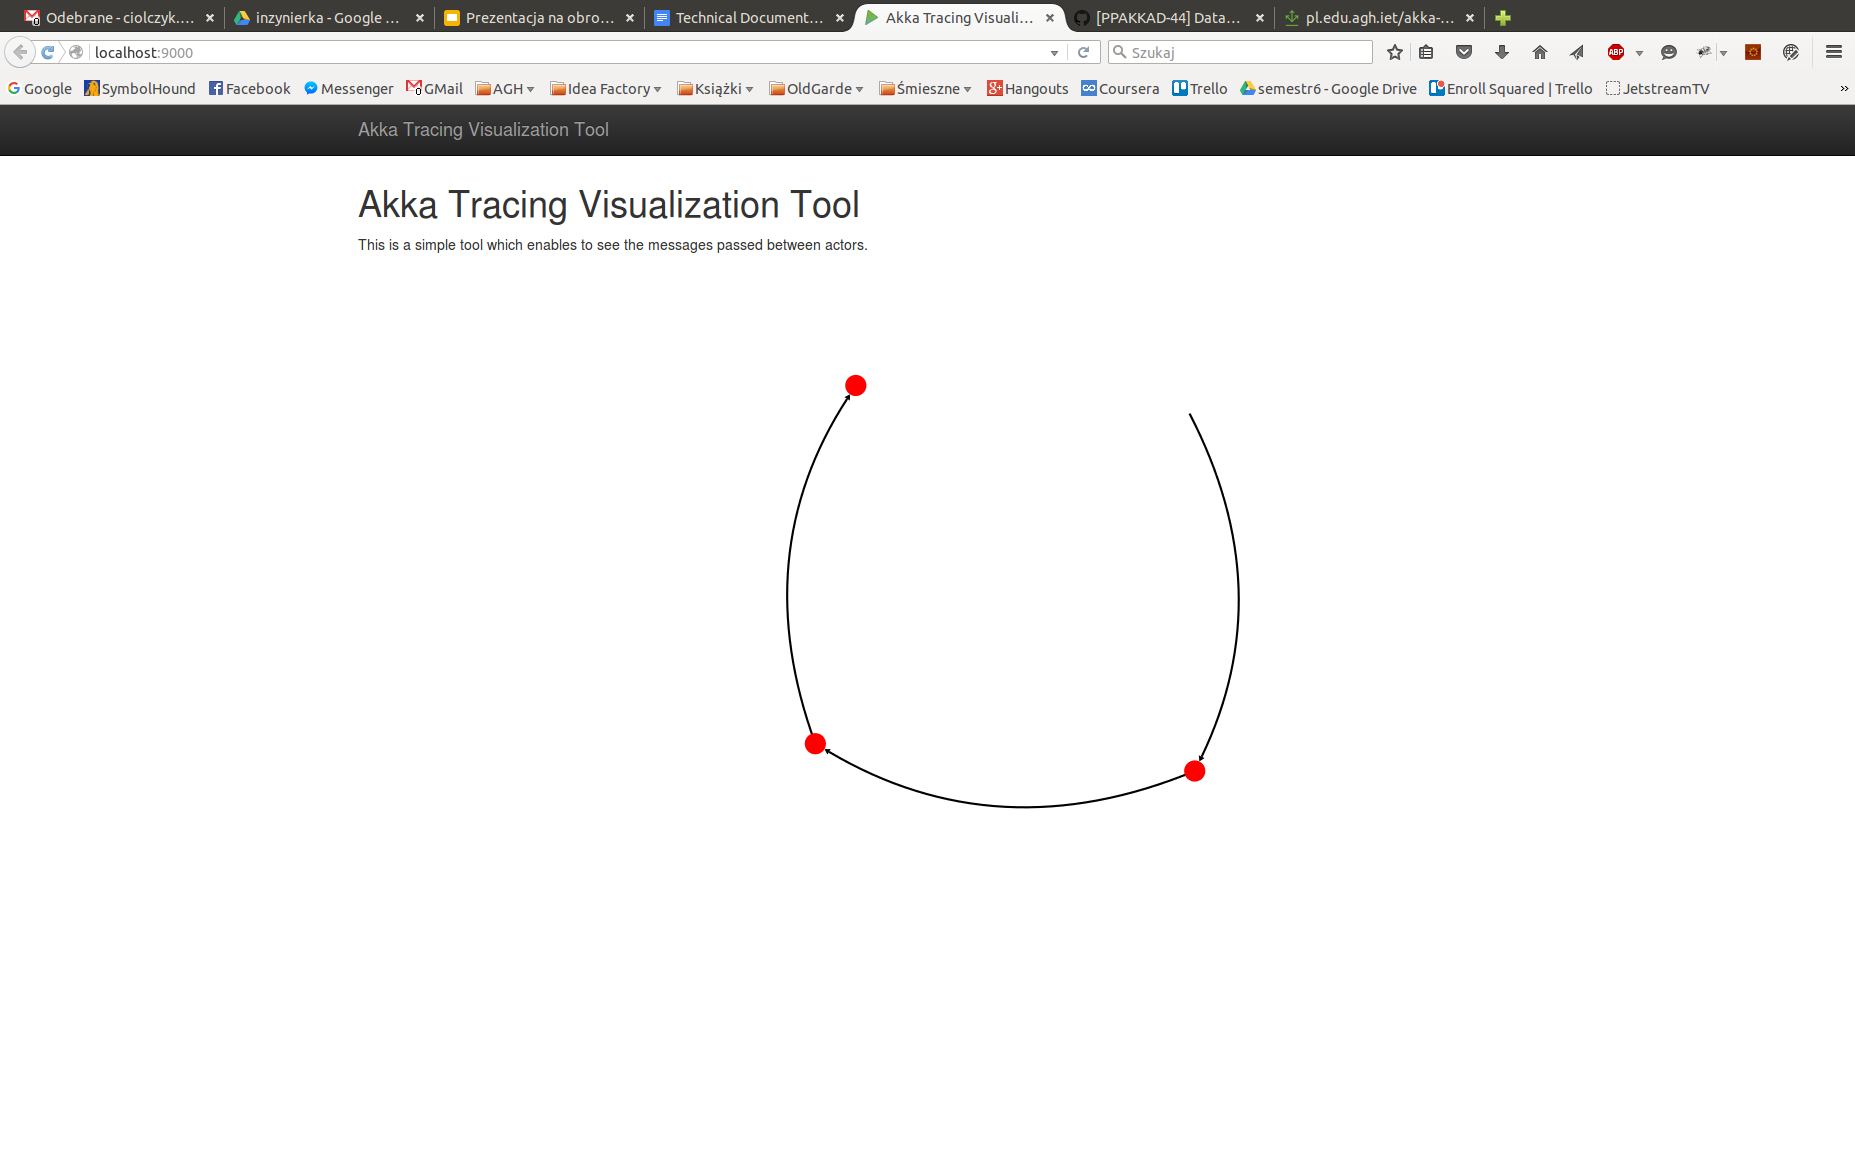 Odebrane - ciolczyk.... inzynierka - Google ... Prezentacja na obro... Technical Document... Akka Tracing Visuali... [PPAKKAD-44] Data... pl.edu.agh.iet/akka-...
localhost:9000 Szukaj ABP
Google SymbolHound Facebook Messenger GMail AGH Idea Factory Książki OldGarde Śmieszne Hangouts Coursera Trello semestr6 - Google Drive Enroll Squared | Trello JetstreamTV »
Akka Tracing Visualization Tool
Akka Tracing Visualization Tool
This is a simple tool which enables to see the messages passed between actors.